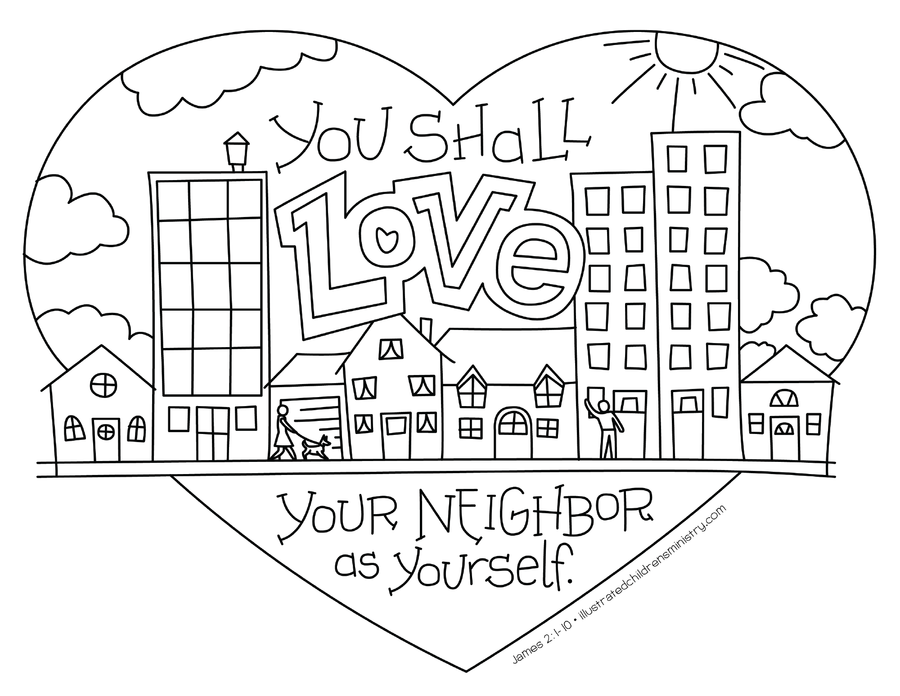 YOU SHaLL
LoVe
YOUR NEIGHBOR
as yourself.
James 2:1-10 • illustratedchildrensministry.com